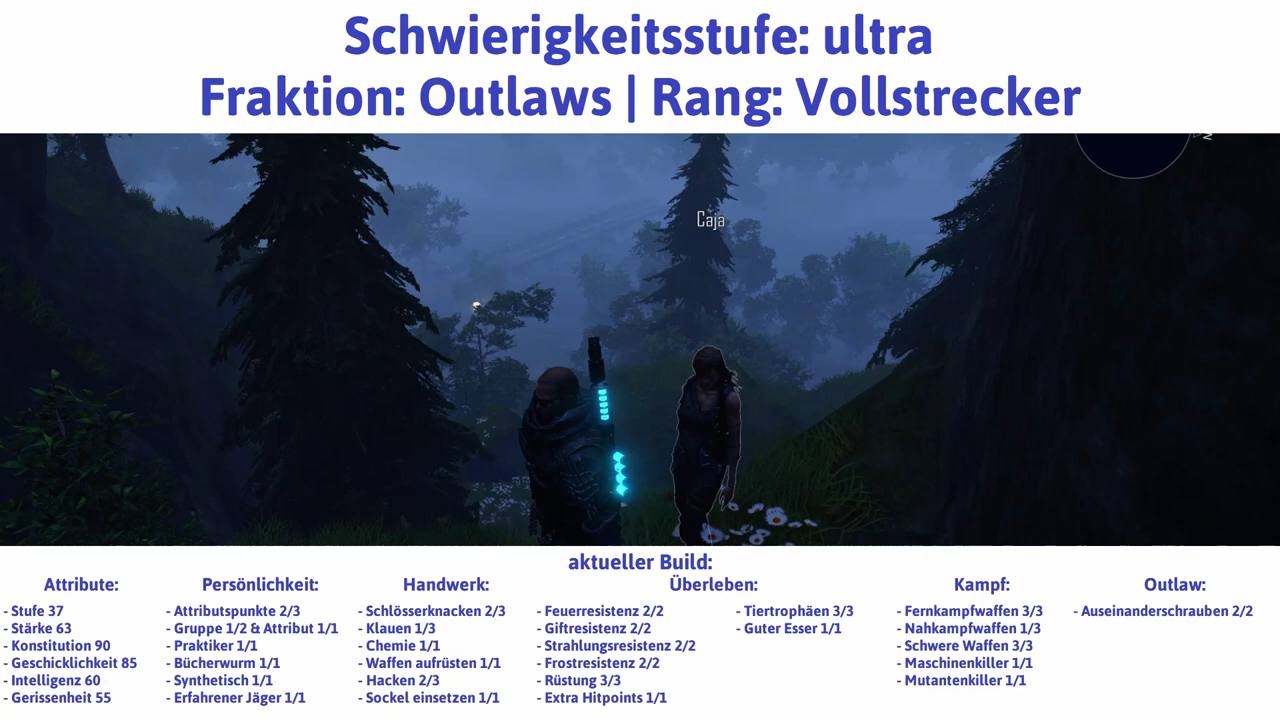 Schwierigkeitsstufe: ultra
Fraktion: Outlaws | Rang: Vollstrecker
N
Caja
aktueller Build:
Attribute:
- Stufe 37
- Stärke 63
- Konstitution 90
- Geschicklichkeit 85
- Intelligenz 60
- Gerissenheit 55
Persönlichkeit:
- Attributspunkte 2/3
- Gruppe 1/2 & Attribut 1/1
- Praktiker 1/1
- Bücherwurm 1/1
- Synthetisch 1/1
- Erfahrener Jäger 1/1
Handwerk:
- Schlösserknacken 2/3
- Klauen 1/3
- Chemie 1/1
- Waffen aufrüsten 1/1
- Hacken 2/3
- Sockel einsetzen 1/1
Überleben:
- Feuerresistenz 2/2
- Giftresistenz 2/2
- Strahlungsresistenz 2/2
- Frostresistenz 2/2
- Rüstung 3/3
- Extra Hitpoints 1/1
- Tiertrophäen 3/3
- Guter Esser 1/1
Kampf:
- Fernkampfwaffen 3/3
- Nahkampfwaffen 1/3
- Schwere Waffen 3/3
- Maschinenkiller 1/1
- Mutantenkiller 1/1
Outlaw:
- Auseinanderschrauben 2/2